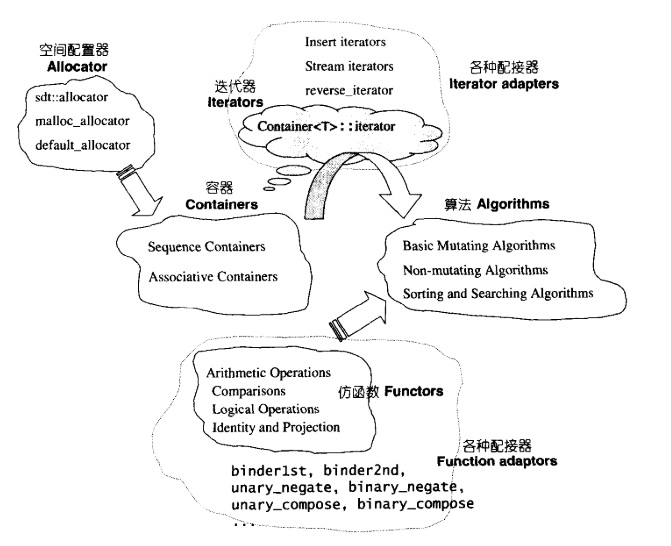 空间配置器
Allocator
sdt::allocator
malloc_allocator
default_allocator
迭代器
Iterators
Insert iterators
Stream iterators
reverse_iterator
Container<T>::iterator
各种配接器
Iterator adapters
容器
Containers
Sequence Containers
Associative Containers
算法 Algorithms
Basic Mutating Algorithms
Non-mutating Algorithms
Sorting and Searching Algorithms
Arithmetic Operations
Comparisons
Logical Operations
Identity and Projection
仿函数 Functors
各种配接器
Function adaptors
binder1st, binder2nd,
unary_negate, binary_negate,
unary_compose, binary_compose
...